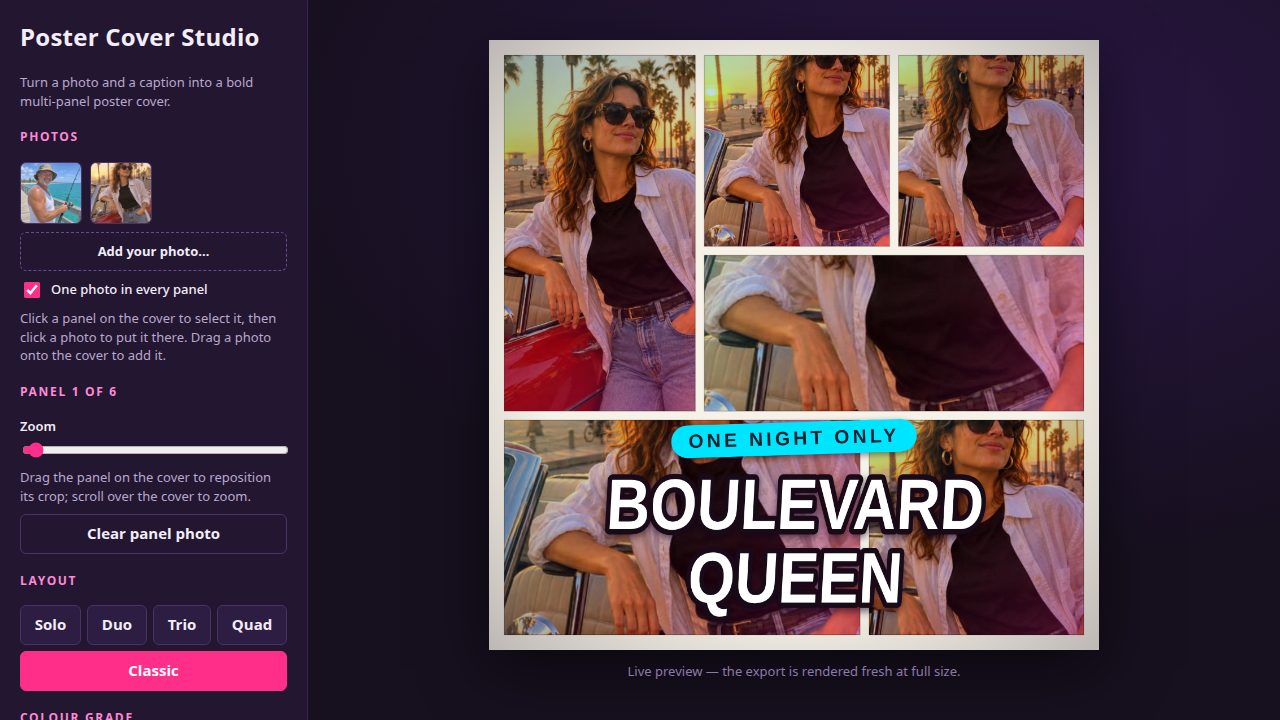 Poster Cover Studio
Turn a photo and a caption into a bold
multi-panel poster cover.
PHOTOS
Add your photo...
One photo in every panel
Click a panel on the cover to select it, then
click a photo to put it there. Drag a photo
onto the cover to add it.
PANEL 1 OF 6
Zoom
Drag the panel on the cover to reposition
its crop; scroll over the cover to zoom.
Clear panel photo
LAYOUT
Solo
Duo
Trio
Quad
Classic
COLOUR GRADE
ONE NIGHT ONLY
BOULEVARD
QUEEN
Live preview — the export is rendered fresh at full size.